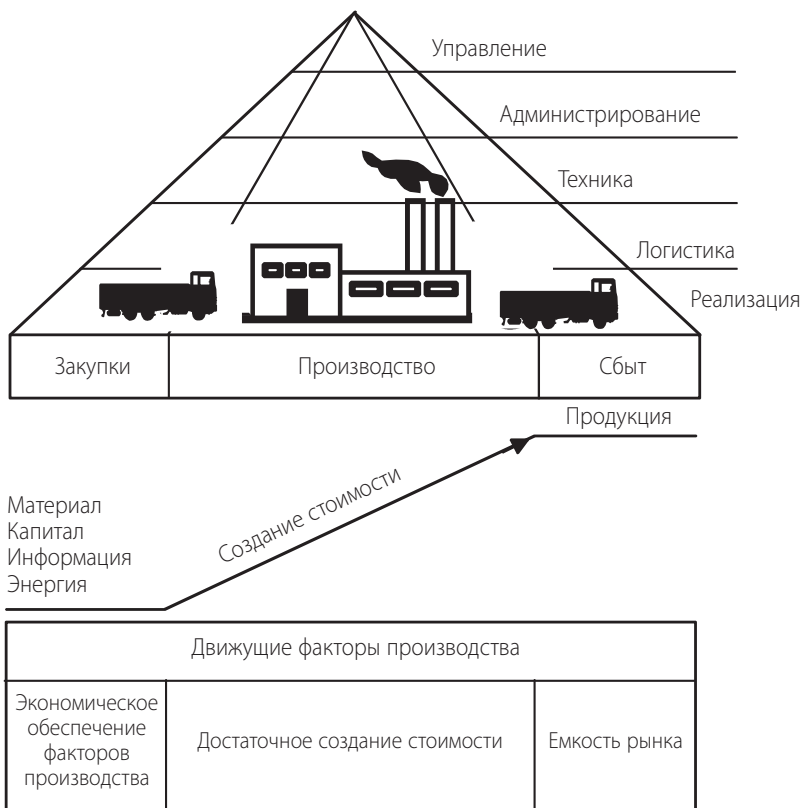 Управление
Администрирование
Техника
Логистика
Реализация
Закупки
Производство
Сбыт
Продукция
Создание стоимости
Материал
Капитал
Информация
Энергия
Движущие факторы производства
Экономическое
обеспечение
факторов
производства
Достаточное создание стоимости
Емкость рынка